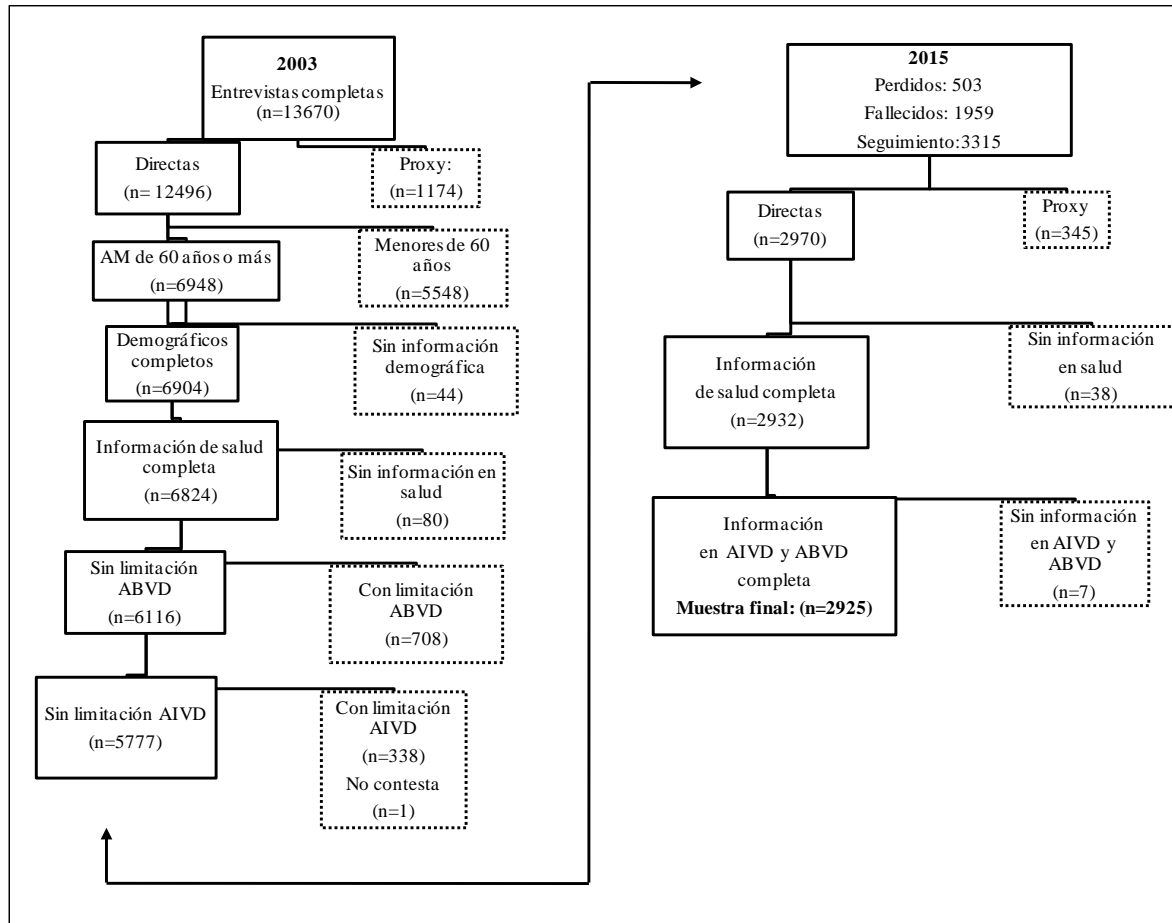 2003
Entrevistas completas
(n=13670)
Directas
(n= 12496)
Proxy:
(n=1174)
AM de 60 años o más
(n=6948)
Menores de 60
años
(n=5548)
Demográficos
completos
(n=6904)
Sin información
demográfica
(n=44)
Información de salud
completa
(n=6824)
Sin información en
salud
(n=80)
Sin limitación
ABVD
(n=6116)
Con limitación
ABVD
(n=708)
Sin limitación AIVD
(n=5777)
Con limitación
AIVD
(n=338)
No contesta
(n=1)
2015
Perdidos: 503
Fallecidos: 1959
Seguimiento:3315
Directas
(n=2970)
Proxy
(n=345)
Información
de salud completa
(n=2932)
Sin información
en salud
(n=38)
Información
en AIVD y ABVD
completa
Muestra final: (n=2925)
Sin información
en AIVD y
ABVD
(n=7)